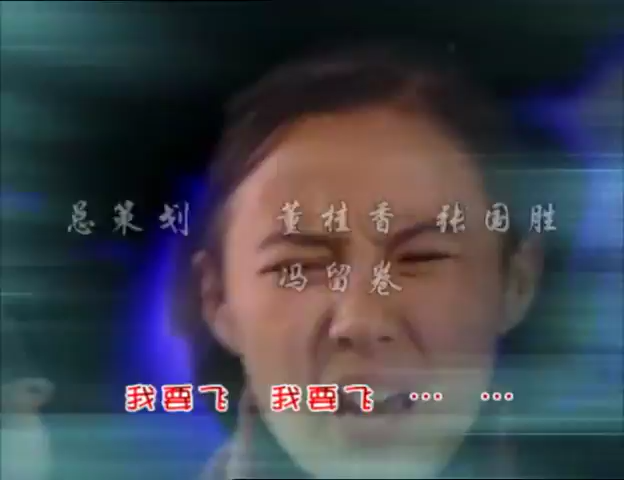 总策划 董桂香 张国胜
冯留卷
我要飞 我要飞 … …